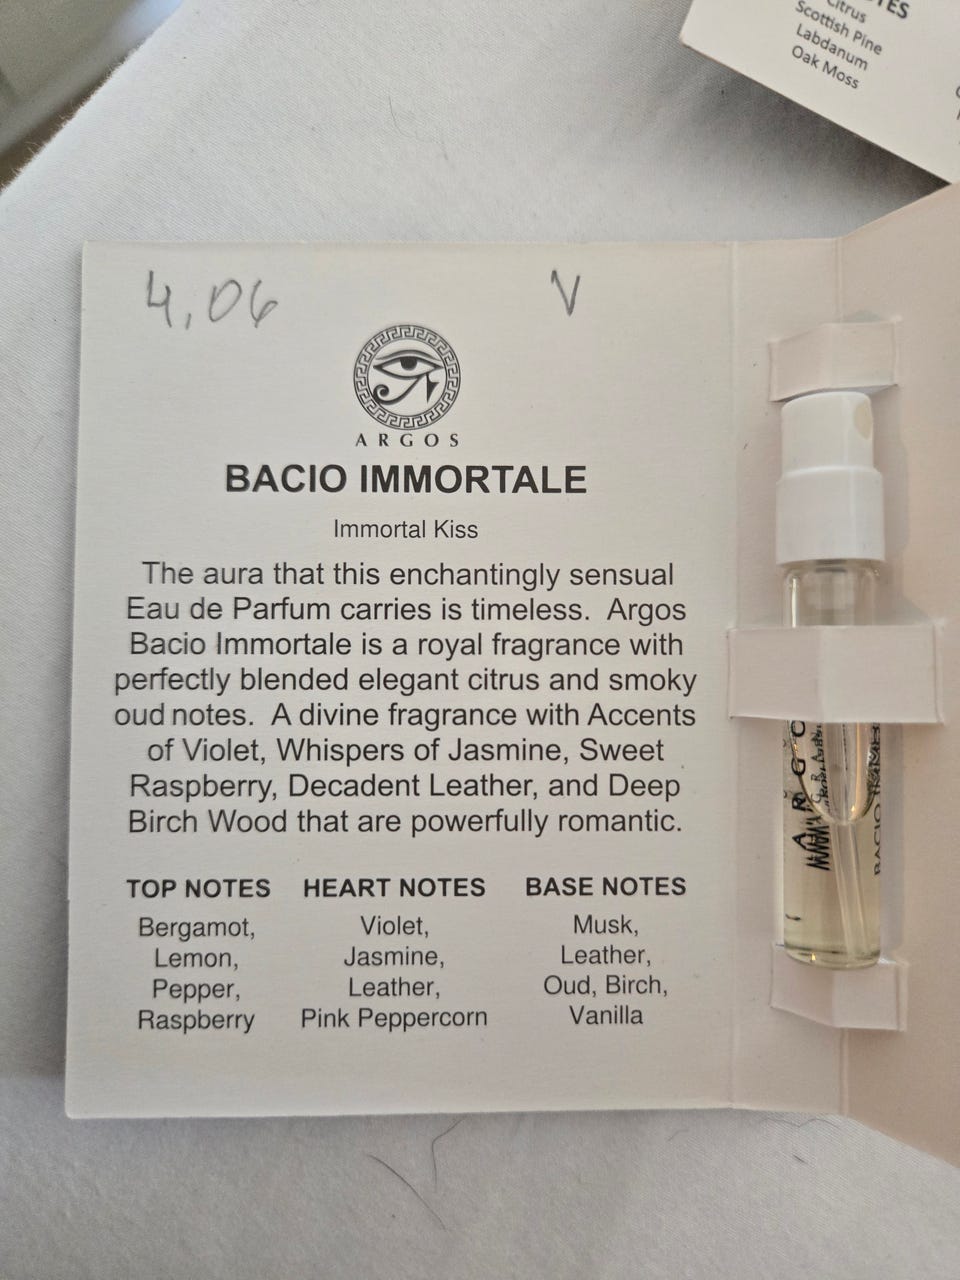 Citrus
Scottish Pine
Labdanum
Oak Moss
4,06 V
ARGOS
BACIO IMMORTALE
Immortal Kiss
The aura that this enchantingly sensual
Eau de Parfum carries is timeless. Argos
Bacio Immortale is a royal fragrance with
perfectly blended elegant citrus and smoky
oud notes. A divine fragrance with Accents
of Violet, Whispers of Jasmine, Sweet
Raspberry, Decadent Leather, and Deep
Birch Wood that are powerfully romantic.
TOP NOTES HEART NOTES BASE NOTES
Bergamot, Violet, Musk,
Lemon, Jasmine, Leather,
Pepper, Leather, Oud, Birch,
Raspberry Pink Peppercorn Vanilla